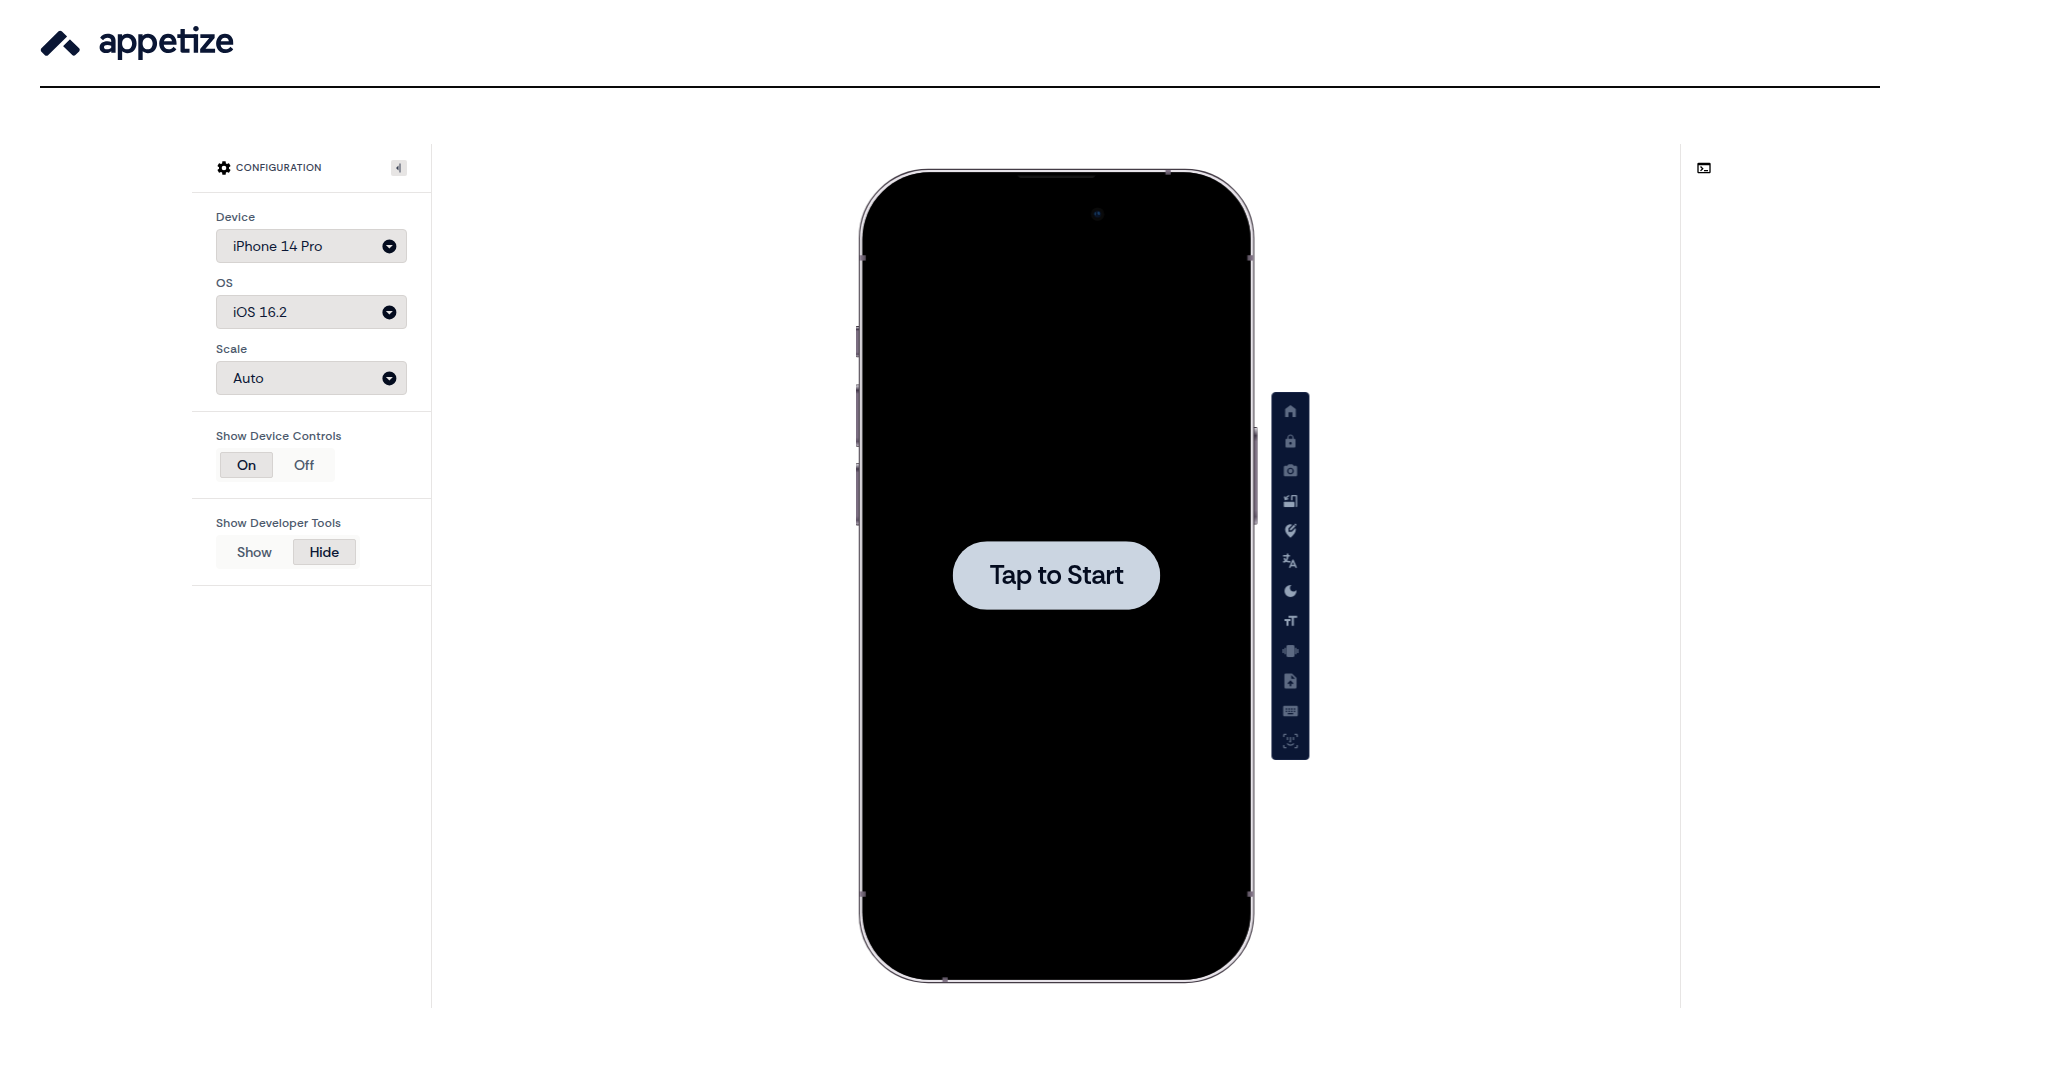 appetize
CONFIGURATION
Device
iPhone 14 Pro
OS
iOS 16.2
Scale
Auto
Show Device Controls
On Off
Show Developer Tools
Show Hide
Tap to Start